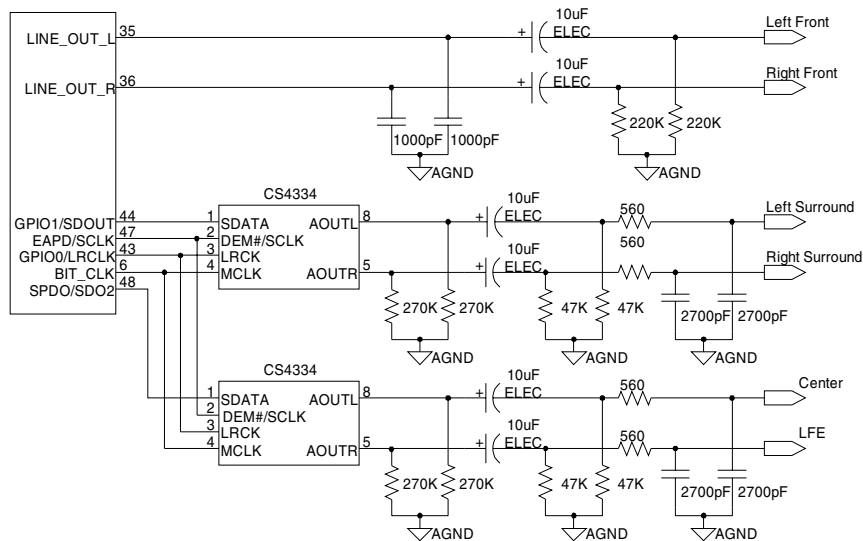 10uF
35 + ELEC Left Front
LINE_OUT_L
10uF
36 + ELEC Right Front
LINE_OUT_R
1000pF 1000pF 220K 220K
AGND AGND
CS4334 10uF
44 1 SDATA AOUTL 8 + ELEC 560 Left Surround
GPIO1/SDOUT
47 2 DEM#/SCLK 10uF 560
EAPD/SCLK
43 3 LRCK + ELEC Right Surround
GPIO0/LRCLK
6 4 MCLK AOUTR 5
BIT_CLK
48
SPDO/SDO2
270K 270K 47K 47K 2700pF 2700pF
AGND AGND AGND
CS4334 10uF
1 SDATA AOUTL 8 + ELEC 560 Center
2 DEM#/SCLK 10uF
3 LRCK + ELEC 560 LFE
4 MCLK AOUTR 5
270K 270K 47K 47K 2700pF 2700pF
AGND AGND AGND